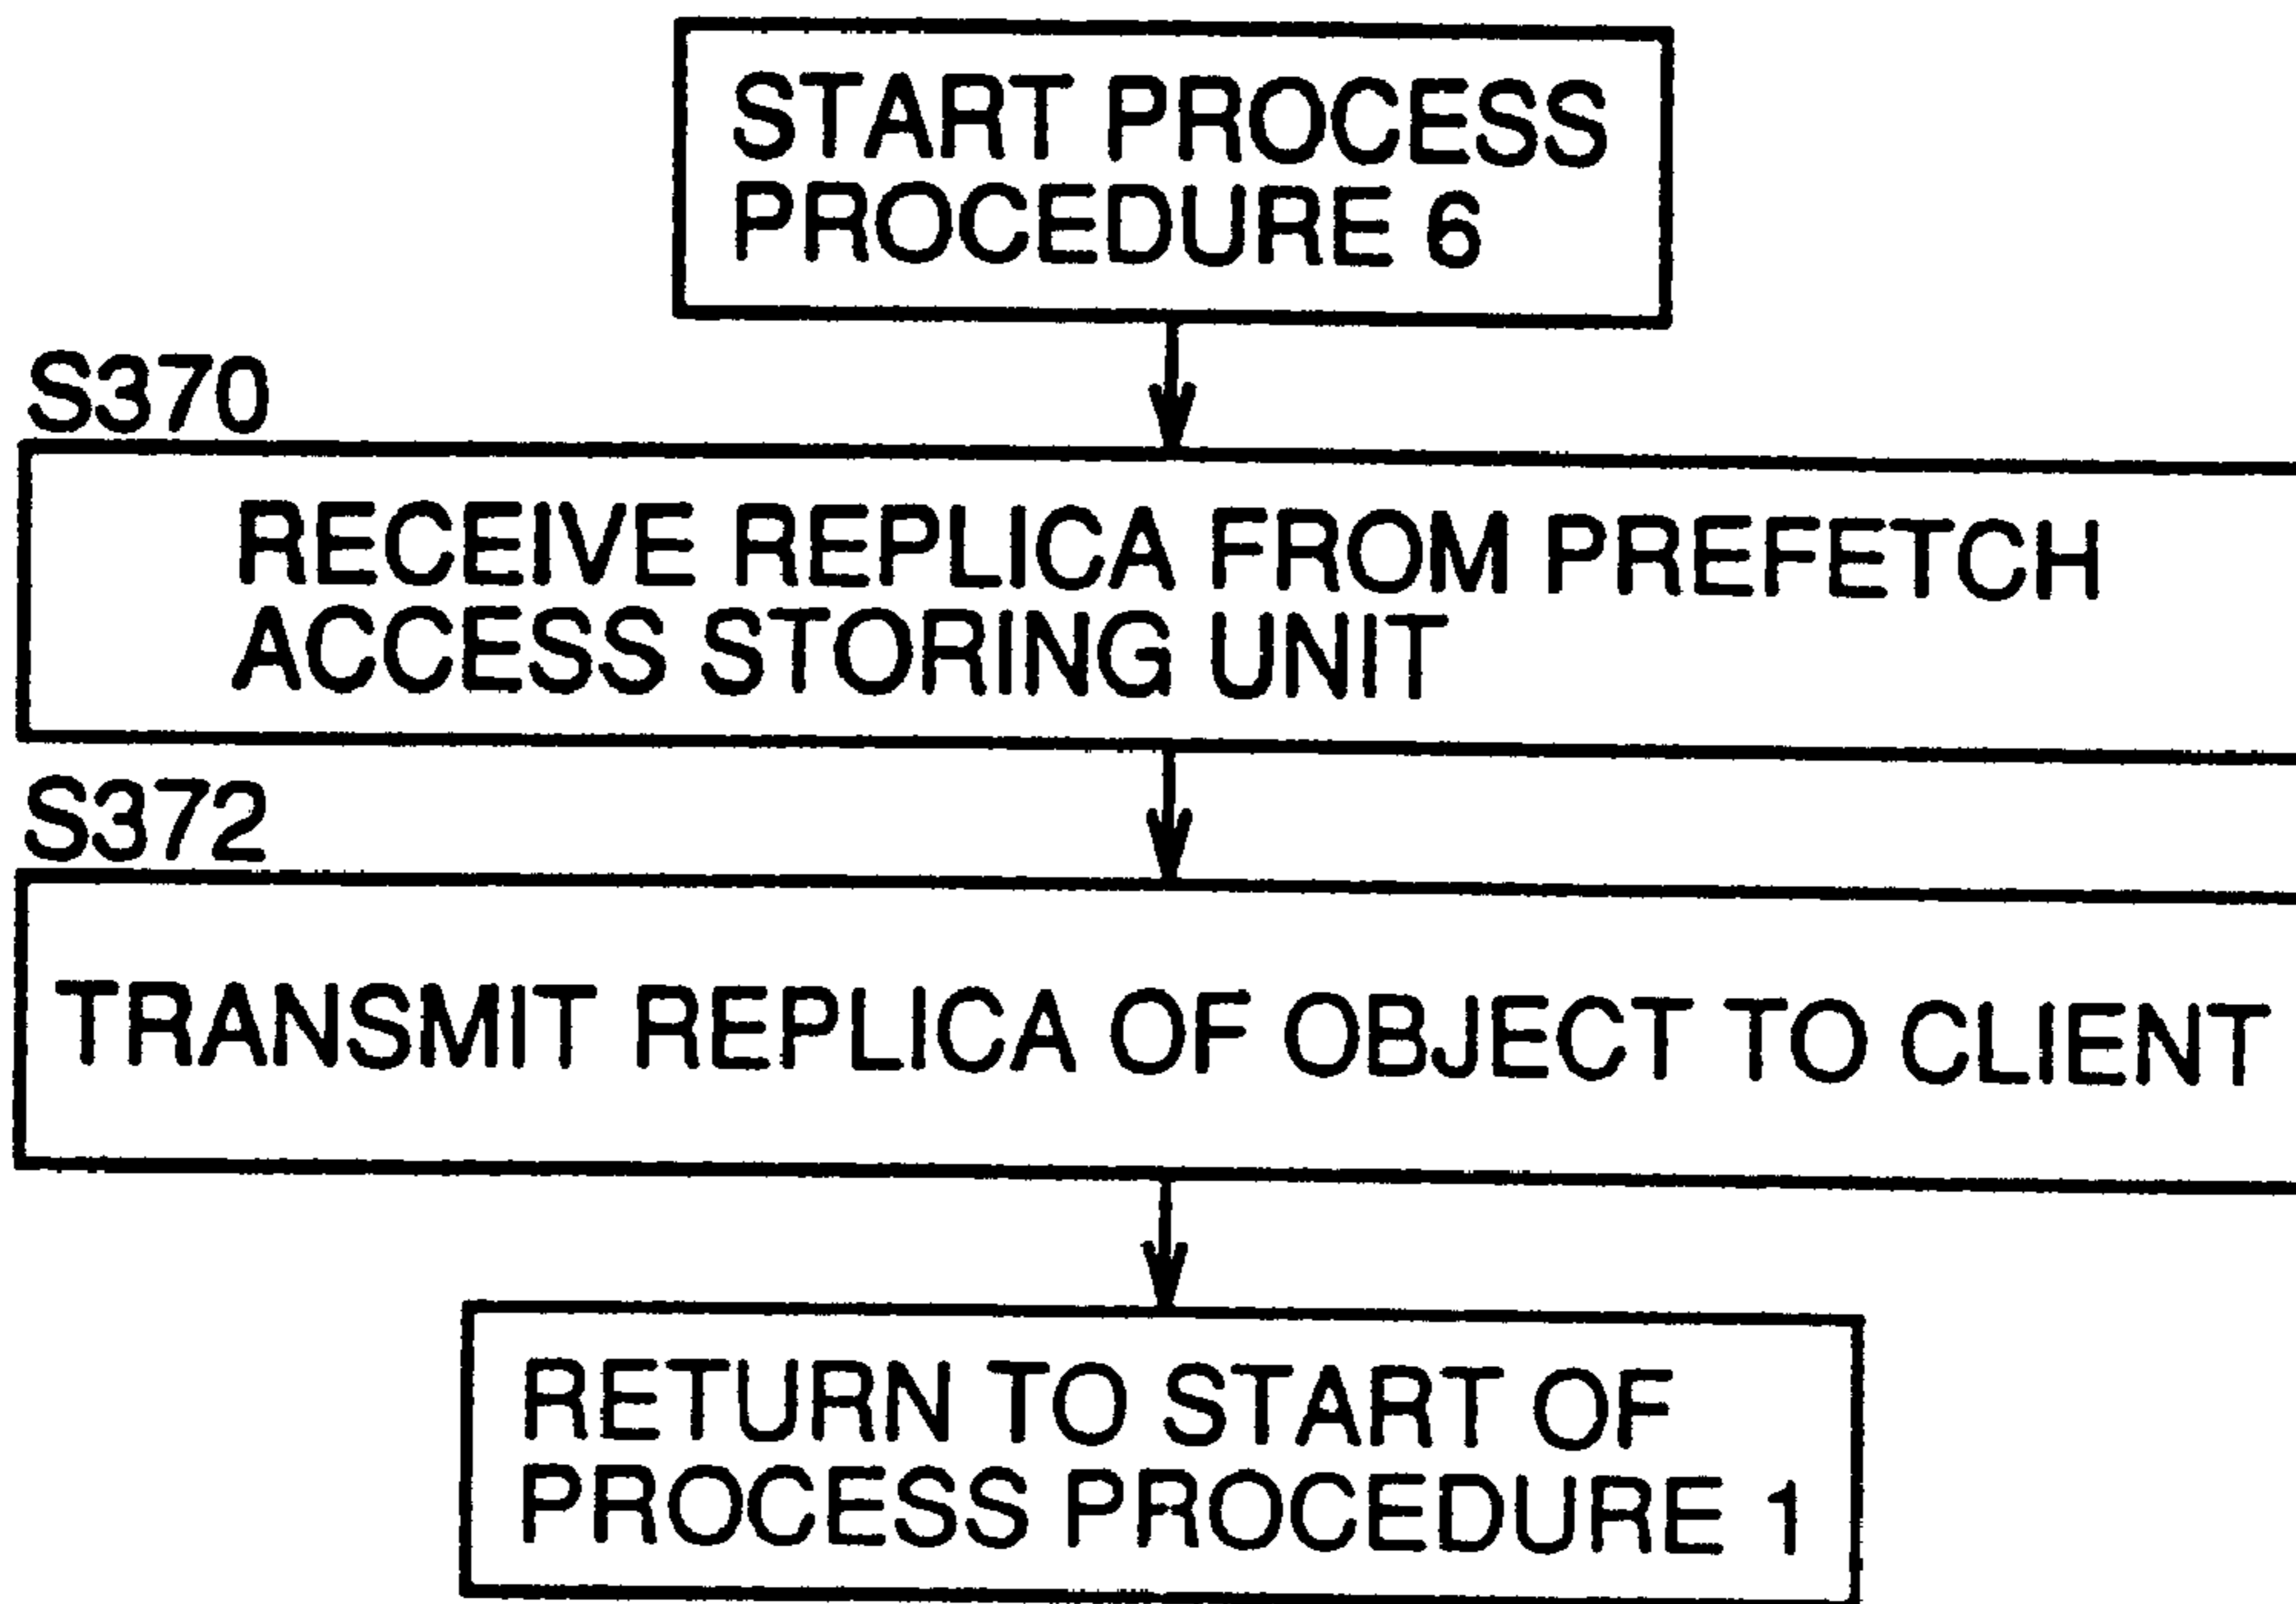 START PROCESS
PROCEDURE 6
S370
RECEIVE REPLICA FROM PREFETCH
ACCESS STORING UNIT
S372
TRANSMIT REPLICA OF OBJECT TO CLIENT
RETURN TO START OF
PROCESS PROCEDURE 1